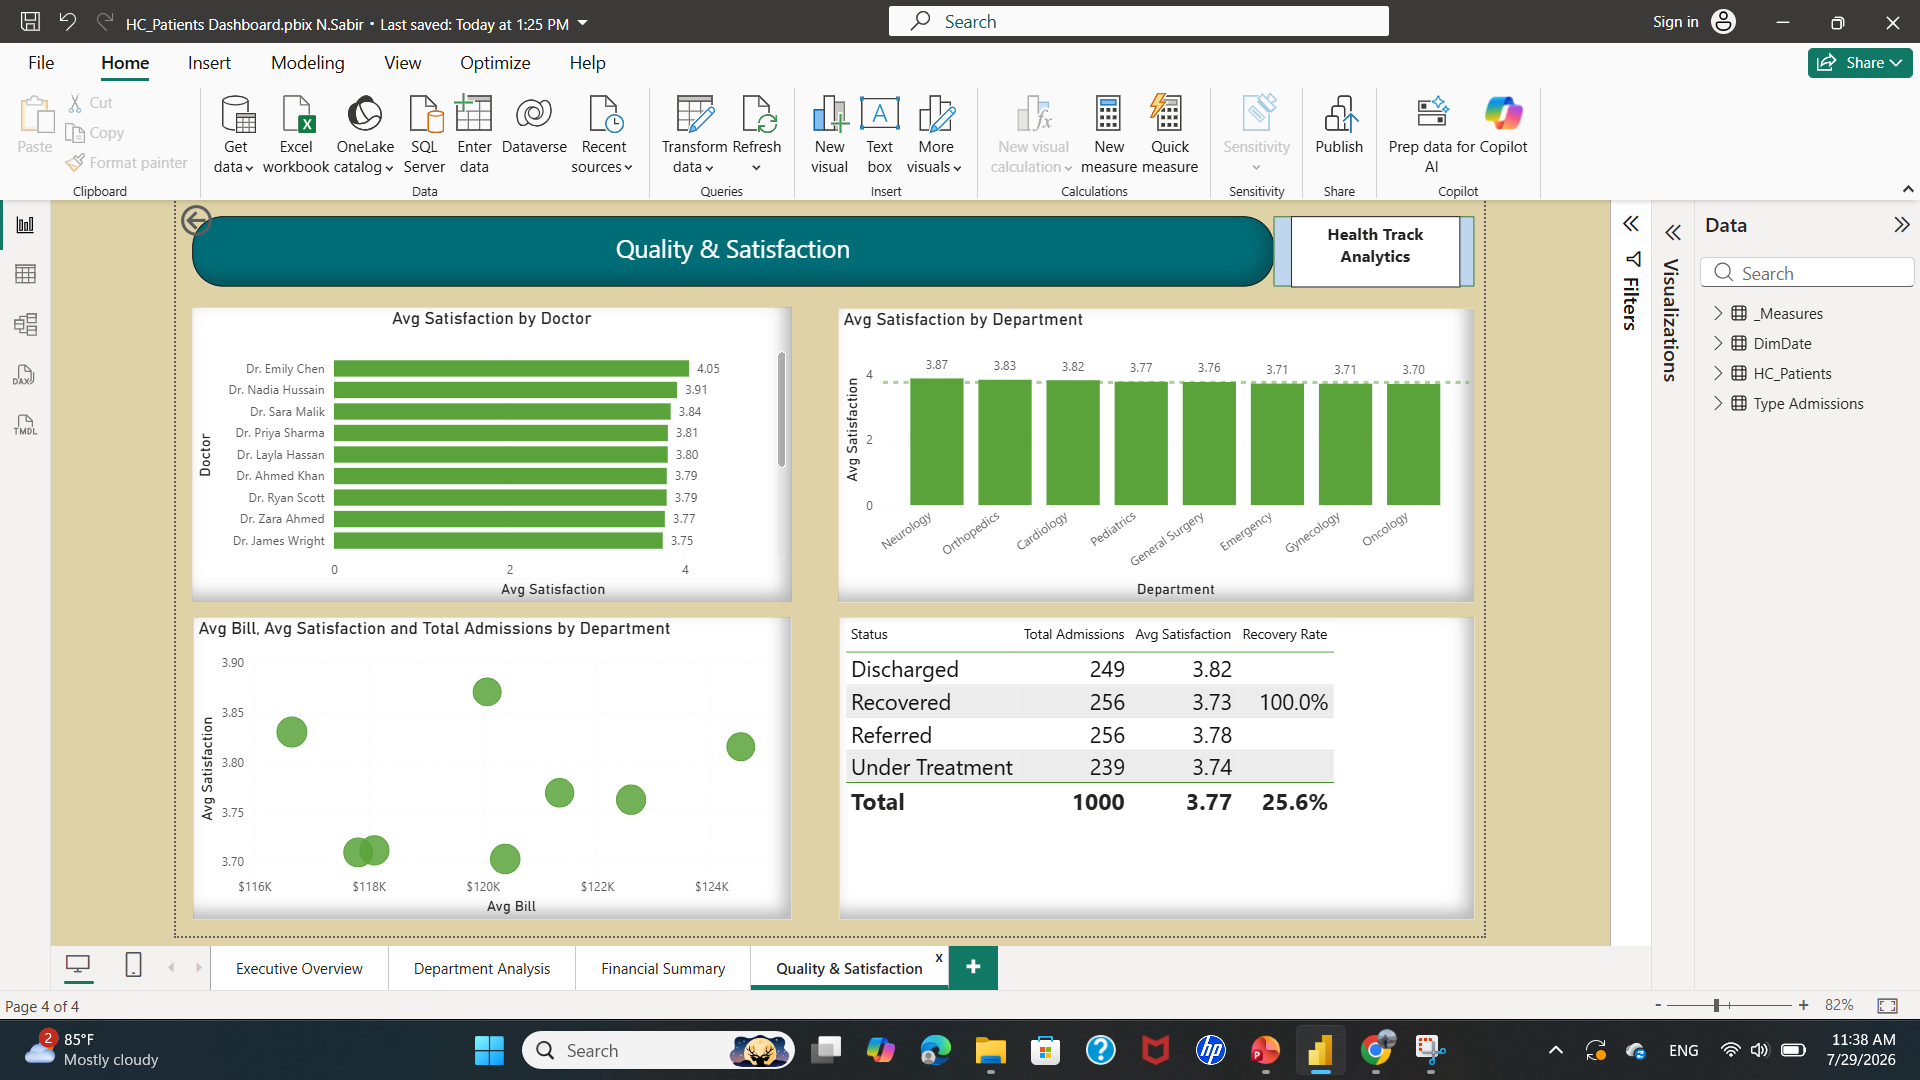 HC_Patients Dashboard.pbix N.Sabir • Last saved: Today at 1:25 PM
Search
Sign in
File
Home
Insert
Modeling
View
Optimize
Help
Share
Paste
Cut
Copy
Format painter
Clipboard
Get data
Excel workbook
OneLake catalog
SQL Server
Enter data
Dataverse
Recent sources
Data
Transform data
Refresh
Queries
New visual
Text box
More visuals
Insert
New visual calculation
New measure
Quick measure
Calculations
Sensitivity
Sensitivity
Publish
Share
Prep data for AI
Copilot
Copilot
DAX
TMDL
Quality & Satisfaction
Health Track
Analytics
Avg Satisfaction by Doctor
Doctor
Dr. Emily Chen 4.05
Dr. Nadia Hussain 3.91
Dr. Sara Malik 3.84
Dr. Priya Sharma 3.81
Dr. Layla Hassan 3.80
Dr. Ahmed Khan 3.79
Dr. Ryan Scott 3.79
Dr. Zara Ahmed 3.77
Dr. James Wright 3.75
0 2 4
Avg Satisfaction
Avg Satisfaction by Department
Avg Satisfaction
4
2
0
3.87 3.83 3.82 3.77 3.76 3.71 3.71 3.70
Neurology Orthopedics Cardiology Pediatrics General Surgery Emergency Gynecology Oncology
Department
Avg Bill, Avg Satisfaction and Total Admissions by Department
Avg Satisfaction
3.90
3.85
3.80
3.75
3.70
$116K $118K $120K $122K $124K
Avg Bill
Status Total Admissions Avg Satisfaction Recovery Rate
Discharged 249 3.82
Recovered 256 3.73 100.0%
Referred 256 3.78
Under Treatment 239 3.74
Total 1000 3.77 25.6%
Filters
Visualizations
Data
Search
_Measures
DimDate
HC_Patients
Type Admissions
Executive Overview
Department Analysis
Financial Summary
Quality & Satisfaction
x
+
Page 4 of 4
- + 82%
2
85°F
Mostly cloudy
Search
ENG
11:38 AM
7/29/2026